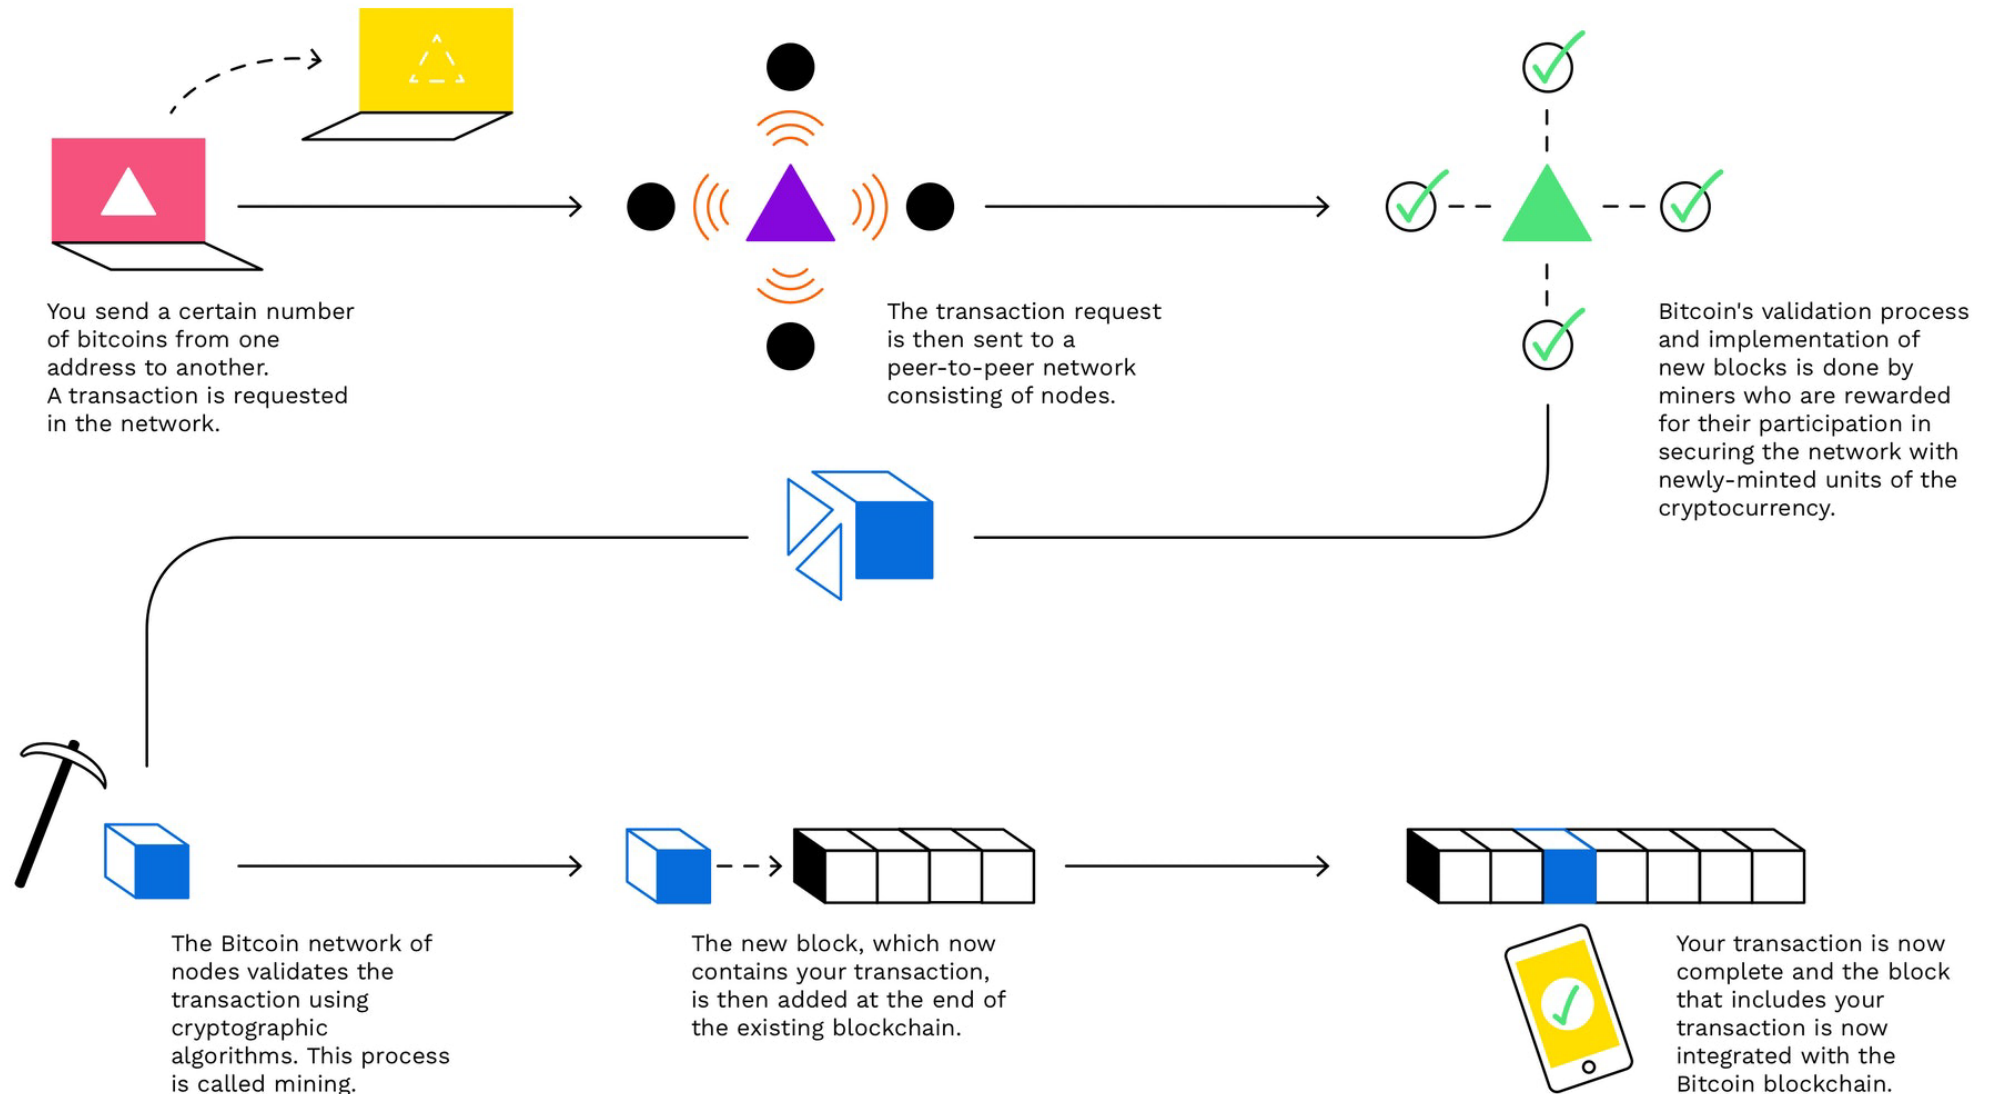 You send a certain number
of bitcoins from one
address to another.
A transaction is requested
in the network.
The transaction request
is then sent to a
peer-to-peer network
consisting of nodes.
Bitcoin's validation process
and implementation of
new blocks is done by
miners who are rewarded
for their participation in
securing the network with
newly-minted units of the
cryptocurrency.
The Bitcoin network of
nodes validates the
transaction using
cryptographic
algorithms. This process
is called mining.
The new block, which now
contains your transaction,
is then added at the end of
the existing blockchain.
Your transaction is now
complete and the block
that includes your
transaction is now
integrated with the
Bitcoin blockchain.